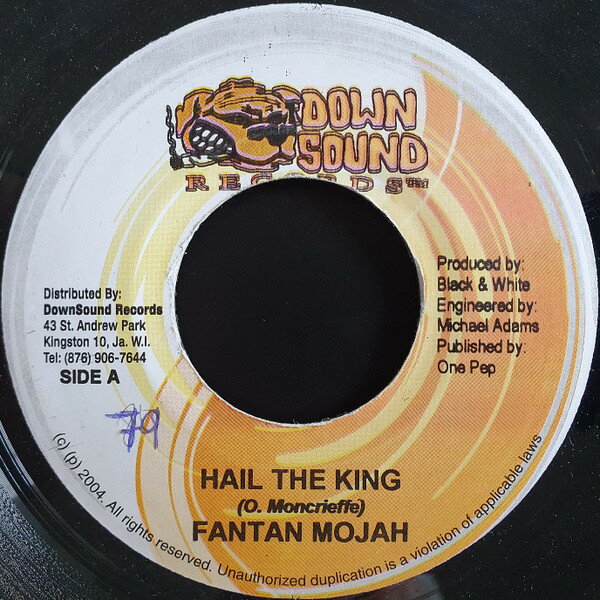 DOWN
SOUND
RECORDS™
Distributed By:
DownSound Records
43 St. Andrew Park
Kingston 10, Ja. W.I.
Tel: (876) 906-7644
SIDE A
79
Produced by:
Black & White
Engineered by:
Michael Adams
Published by:
One Pep
HAIL THE KING
(O. Moncrieffe)
FANTAN MOJAH
(c) (p) 2004. All rights reserved. Unauthorized duplication is a violation of applicable laws